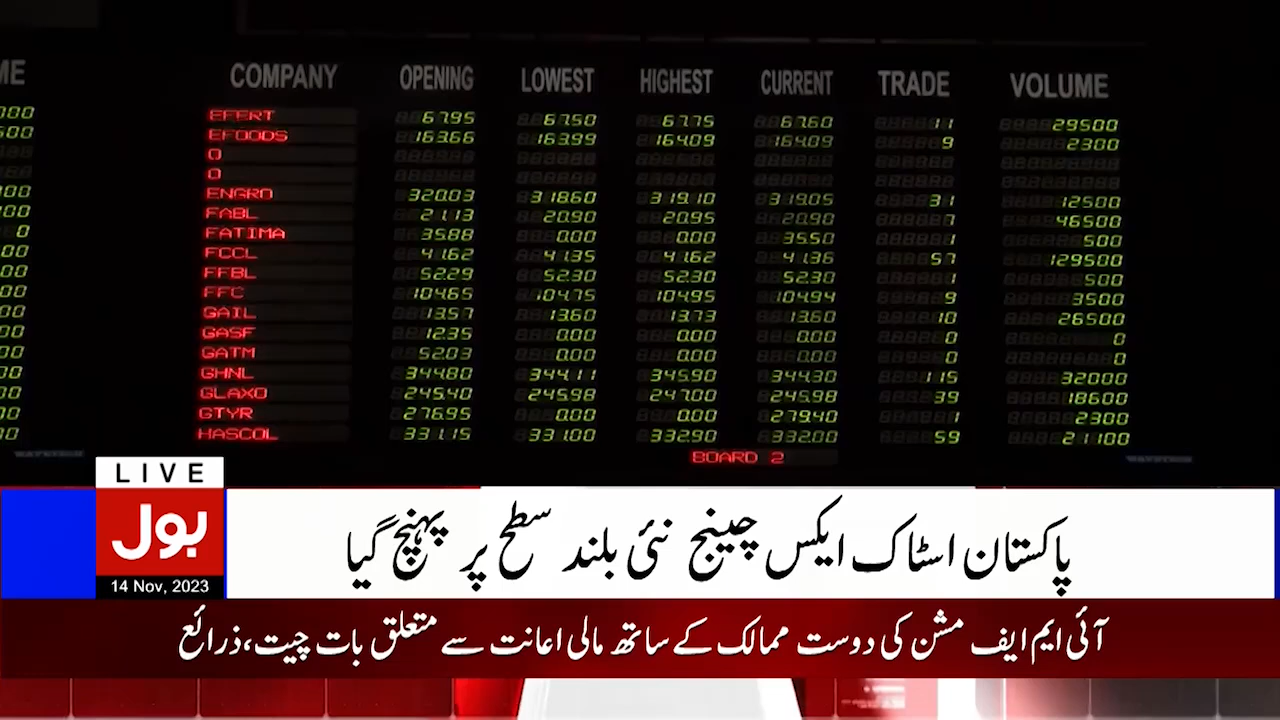 ME COMPANY OPENING LOWEST HIGHEST CURRENT TRADE VOLUME
EFERT 67.95 67.50 67.75 67.60 11 29500
EFOODS 163.66 163.99 164.09 164.09 9 2300
0
0
ENGRO 320.03 318.60 319.10 319.05 31 12500
FABL 21.13 20.90 20.95 20.90 7 46500
FATIMA 35.88 0.00 0.00 35.50 1 500
FCCL 41.62 41.35 41.62 41.36 57 129500
FFBL 52.29 52.30 52.30 52.30 1 500
FFC 104.65 104.75 104.95 104.94 9 3500
GAIL 13.57 13.60 13.73 13.60 10 26500
GASF 12.35 0.00 0.00 0.00 0 0
GATM 52.03 0.00 0.00 0.00 0 0
GHNL 344.80 344.11 345.90 344.30 115 32000
GLAXO 245.40 245.98 247.00 245.98 39 18600
GTYR 276.95 0.00 0.00 279.40 1 2300
HASCOL 331.15 331.00 332.90 332.00 59 21100
BOARD 2
LIVE
بول
14 Nov, 2023
پاکستان اسٹاک ایکس چینج نئی بلند سطح پر پہنچ گیا
آئی ایم ایف مشن کی دوست ممالک کے ساتھ مالی اعانت سے متعلق بات چیت، ذرائع